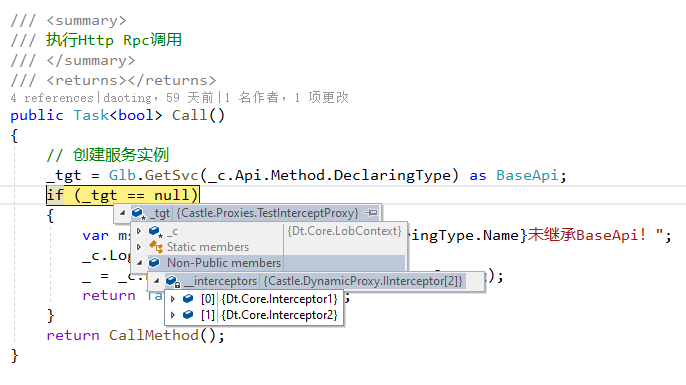 /// <summary>
/// 执行Http Rpc调用
/// </summary>
/// <returns></returns>
4 references|daoting, 59 天前|1 名作者, 1 项更改
public Task<bool> Call()
{
// 创建服务实例
_tgt = Glb.GetSvc(_c.Api.Method.DeclaringType) as BaseApi;
if (_tgt == null)
_tgt {Castle.Proxies.TestInterceptProxy}
{
_c {Dt.Core.LobContext}
var ms ringType.Name}未继承BaseApi! ";
Static members
_c.Log
Non-Public members
_ = _c. );
__interceptors {Castle.DynamicProxy.IInterceptor[2]}
return Ta ;
[0] {Dt.Core.Interceptor1}
[1] {Dt.Core.Interceptor2}
}
return CallMethod();
}